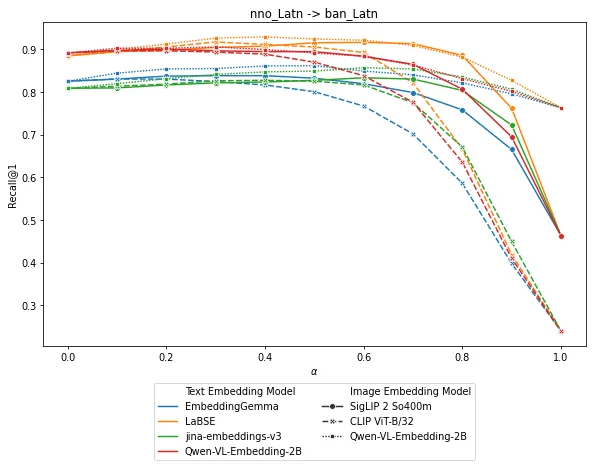 nno_Latn -> ban_Latn
Recall@1
0.9
0.8
0.7
0.6
0.5
0.4
0.3
0.0
0.2
0.4
0.6
0.8
1.0
α
Text Embedding Model
EmbeddingGemma
LaBSE
jina-embeddings-v3
Qwen-VL-Embedding-2B
Image Embedding Model
SigLIP 2 So400m
CLIP ViT-B/32
Qwen-VL-Embedding-2B